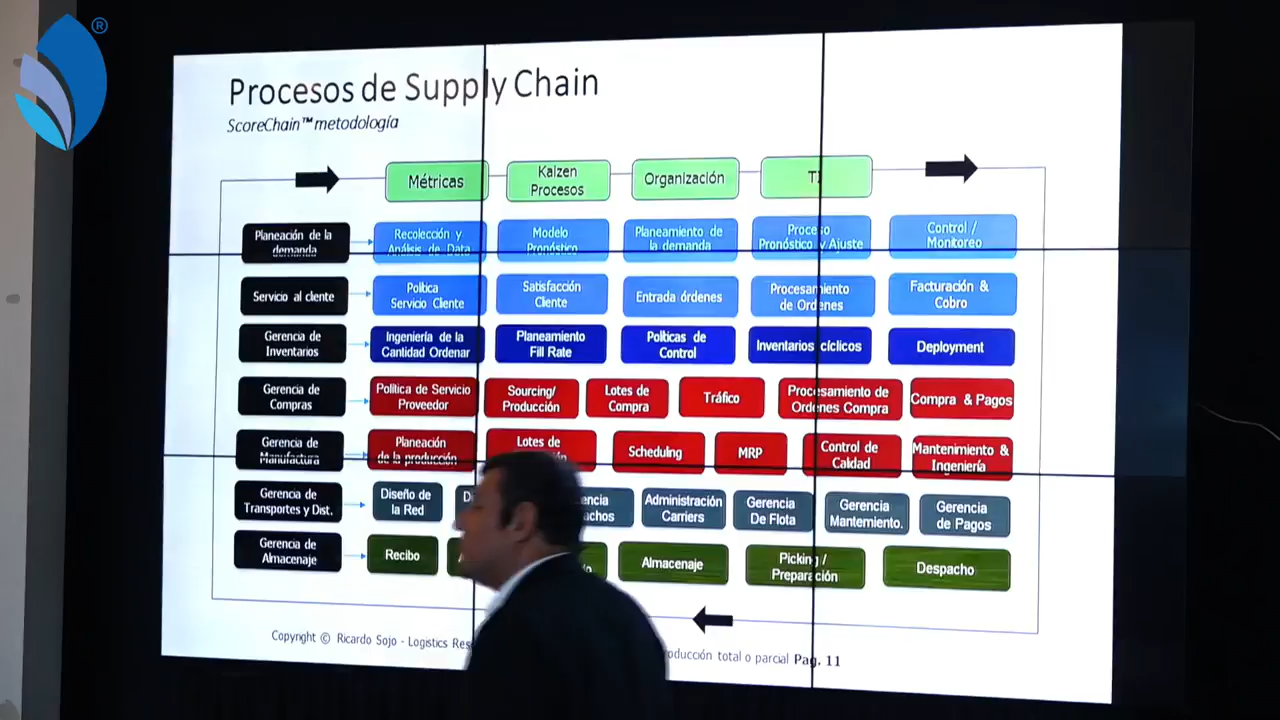 ®
Procesos de Supply Chain
ScoreChain™ metodología
Métricas
Kaizen
Procesos
Organización
TI
Planeación de la
demanda
Recolección y
Análisis de Data
Modelo
Pronóstico
Planeamiento de
la demanda
Proceso
Pronóstico y Ajuste
Control /
Monitoreo
Servicio al cliente
Política
Servicio Cliente
Satisfacción
Cliente
Entrada órdenes
Procesamiento
de Ordenes
Facturación &
Cobro
Gerencia de
Inventarios
Ingeniería de la
Cantidad Ordenar
Planeamiento
Fill Rate
Políticas de
Control
Inventarios cíclicos
Deployment
Gerencia de
Compras
Política de Servicio
Proveedor
Sourcing/
Producción
Lotes de
Compra
Tráfico
Procesamiento de
Ordenes Compra
Compra & Pagos
Gerencia de
Manufactura
Planeación
de la producción
Lotes de
Scheduling
MRP
Control de
Calidad
Mantenimiento &
Ingeniería
Gerencia de
Transportes y Dist.
Diseño de
la Red
Administración
Carriers
Gerencia
De Flota
Gerencia
Mantemiento.
Gerencia
de Pagos
Gerencia de
Almacenaje
Recibo
Almacenaje
Picking /
Preparación
Despacho
Copyright © Ricardo Sojo - Logistics
total o parcial Pag. 11